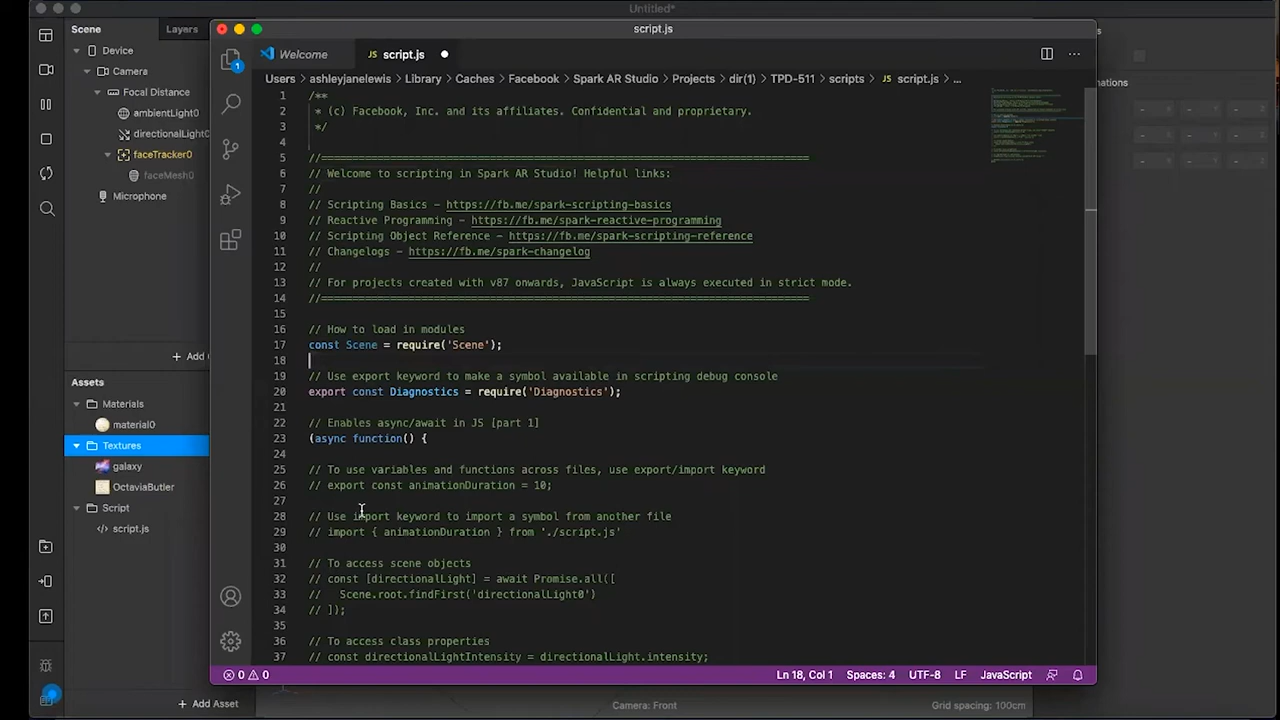 Untitled*
Scene
Layers
Device
Camera
Focal Distance
ambientLight0
directionalLight0
faceTracker0
faceMesh0
Microphone
Assets
Materials
material0
Textures
galaxy
OctaviaButler
Script
script.js
Add Asset
script.js
Welcome
JS script.js
Users > ashleyjanelewis > Library > Caches > Facebook > Spark AR Studio > Projects > dir(1) > TPD-511 > scripts > JS script.js > ...
1 /**
2 * (c) Facebook, Inc. and its affiliates. Confidential and proprietary.
3 */
4
5 //==============================================================================
6 // Welcome to scripting in Spark AR Studio! Helpful links:
7 //
8 // Scripting Basics - https://fb.me/spark-scripting-basics
9 // Reactive Programming - https://fb.me/spark-reactive-programming
10 // Scripting Object Reference - https://fb.me/spark-scripting-reference
11 // Changelogs - https://fb.me/spark-changelog
12 //
13 // For projects created with v87 onwards, JavaScript is always executed in strict mode.
14 //==============================================================================
15
16 // How to load in modules
17 const Scene = require('Scene');
18
19 // Use export keyword to make a symbol available in scripting debug console
20 export const Diagnostics = require('Diagnostics');
21
22 // Enables async/await in JS [part 1]
23 (async function() {
24
25 // To use variables and functions across files, use export/import keyword
26 // export const animationDuration = 10;
27
28 // Use import keyword to import a symbol from another file
29 // import { animationDuration } from './script.js'
30
31 // To access scene objects
32 // const [directionalLight] = await Promise.all([
33 //   Scene.root.findFirst('directionalLight0')
34 // ]);
35
36 // To access class properties
37 // const directionalLightIntensity = directionalLight.intensity;
1
0 0
Ln 18, Col 1
Spaces: 4
UTF-8
LF
JavaScript
Camera: Front
Grid spacing: 100cm